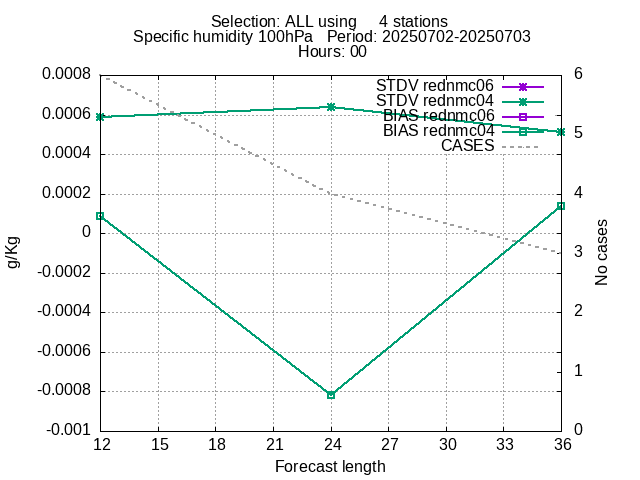 Selection: ALL using     4 stations
Specific humidity 100hPa   Period: 20250702-20250703
Hours: 00
0.0008
0.0006
0.0004
0.0002
0
-0.0002
-0.0004
-0.0006
-0.0008
-0.001
g/Kg
STDV rednmc06
STDV rednmc04
BIAS rednmc06
BIAS rednmc04
CASES
6
5
4
3
2
1
0
No cases
12 15 18 21 24 27 30 33 36
Forecast length